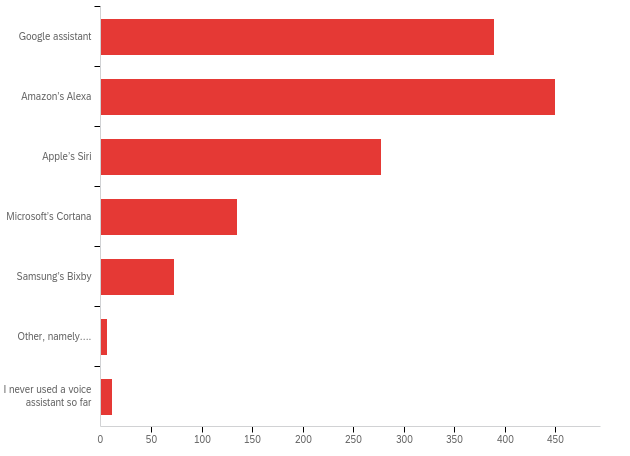 Google assistant
Amazon's Alexa
Apple's Siri
Microsoft's Cortana
Samsung's Bixby
Other, namely....
I never used a voice
assistant so far
0 50 100 150 200 250 300 350 400 450